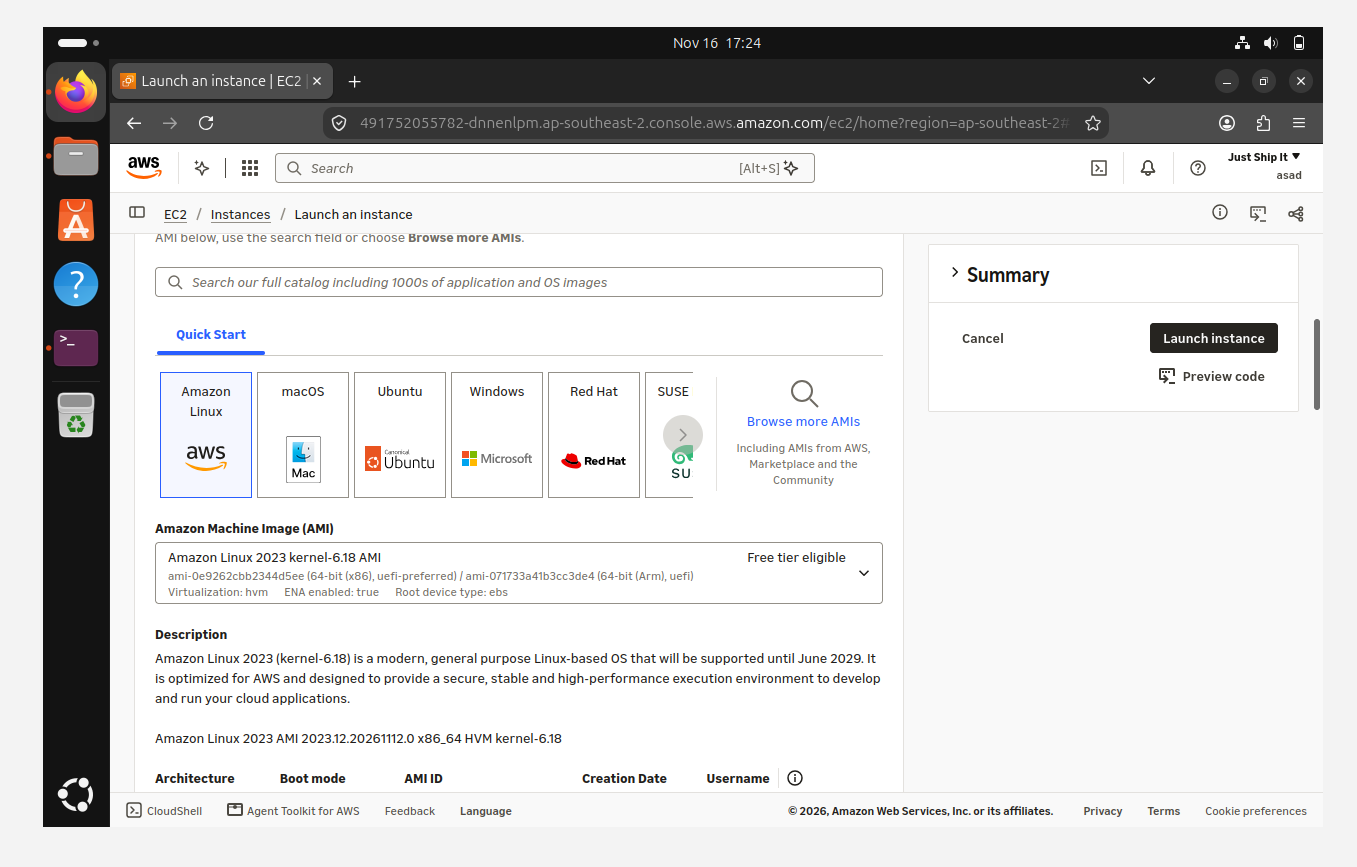 Nov 16 17:24
Launch an instance | EC2
491752055782-dnnenlpm.ap-southeast-2.console.aws.amazon.com/ec2/home?region=ap-southeast-2#
aws
Search
[Alt+S]
Just Ship It
asad
EC2 / Instances / Launch an instance
AMI below, use the search field or choose Browse more AMIs.
Search our full catalog including 1000s of application and OS images
Quick Start
Amazon Linux
aws
macOS
Mac
Ubuntu
Canonical
Ubuntu
Windows
Microsoft
Red Hat
Red Hat
SUSE
SU
Browse more AMIs
Including AMIs from AWS,
Marketplace and the
Community
Summary
Cancel
Launch instance
Preview code
Amazon Machine Image (AMI)
Amazon Linux 2023 kernel-6.18 AMI
Free tier eligible
ami-0e9262cbb2344d5ee (64-bit (x86), uefi-preferred) / ami-071733a41b3cc3de4 (64-bit (Arm), uefi)
Virtualization: hvm ENA enabled: true Root device type: ebs
Description
Amazon Linux 2023 (kernel-6.18) is a modern, general purpose Linux-based OS that will be supported until June 2029. It
is optimized for AWS and designed to provide a secure, stable and high-performance execution environment to develop
and run your cloud applications.
Amazon Linux 2023 AMI 2023.12.20261112.0 x86_64 HVM kernel-6.18
Architecture Boot mode AMI ID Creation Date Username
CloudShell Agent Toolkit for AWS Feedback Language
© 2026, Amazon Web Services, Inc. or its affiliates. Privacy Terms Cookie preferences